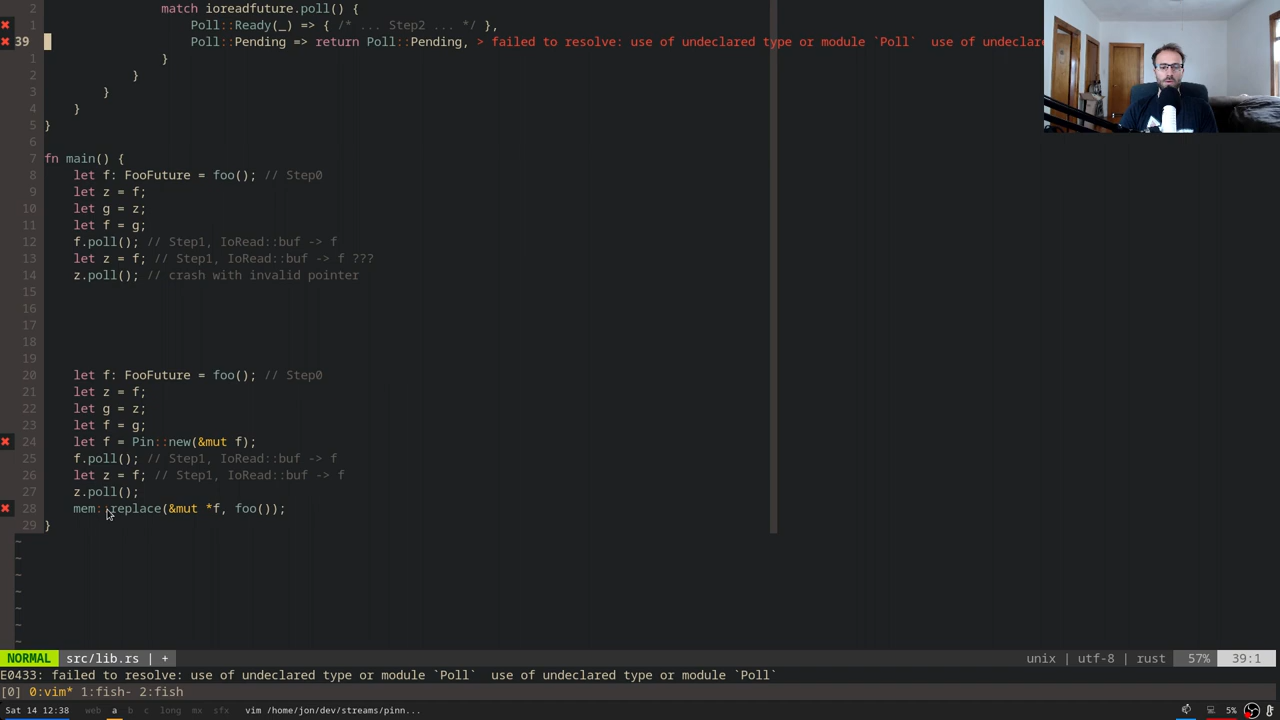 2                 match ioreadfuture.poll() {
1                     Poll::Ready(_) => { /* ... Step2 ... */ },
39                     Poll::Pending => return Poll::Pending, > failed to resolve: use of undeclared type or module `Poll`  use of undeclare
1                 }
2             }
3         }
4     }
5 }
6
7 fn main() {
8     let f: FooFuture = foo(); // Step0
9     let z = f;
10     let g = z;
11     let f = g;
12     f.poll(); // Step1, IoRead::buf -> f
13     let z = f; // Step1, IoRead::buf -> f ???
14     z.poll(); // crash with invalid pointer
15
16
17
18
19
20     let f: FooFuture = foo(); // Step0
21     let z = f;
22     let g = z;
23     let f = g;
24     let f = Pin::new(&mut f);
25     f.poll(); // Step1, IoRead::buf -> f
26     let z = f; // Step1, IoRead::buf -> f
27     z.poll();
28     mem::replace(&mut *f, foo());
29 }
~
~
~
~
~
~
~
NORMAL src/lib.rs | + unix | utf-8 | rust 57% 39:1
E0433: failed to resolve: use of undeclared type or module `Poll`  use of undeclared type or module `Poll`
[0] 0:vim* 1:fish- 2:fish
Sat 14 12:38 web a b c long mx sfx vim /home/jon/dev/streams/pinn... 5%